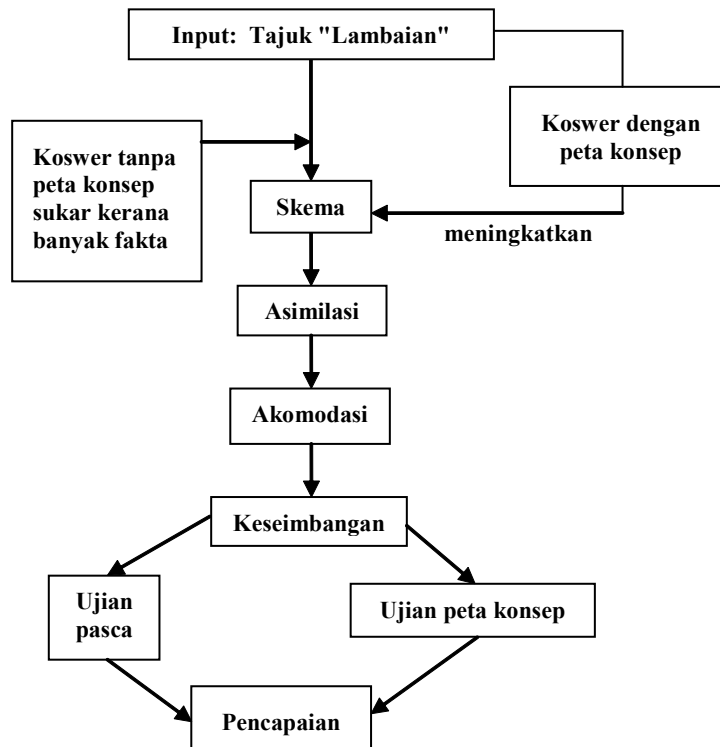 Input: Tajuk "Lambaian"
Koswer tanpa
peta konsep
sukar kerana
banyak fakta
Koswer dengan
peta konsep
Skema
meningkatkan
Asimilasi
Akomodasi
Keseimbangan
Ujian
pasca
Ujian peta konsep
Pencapaian